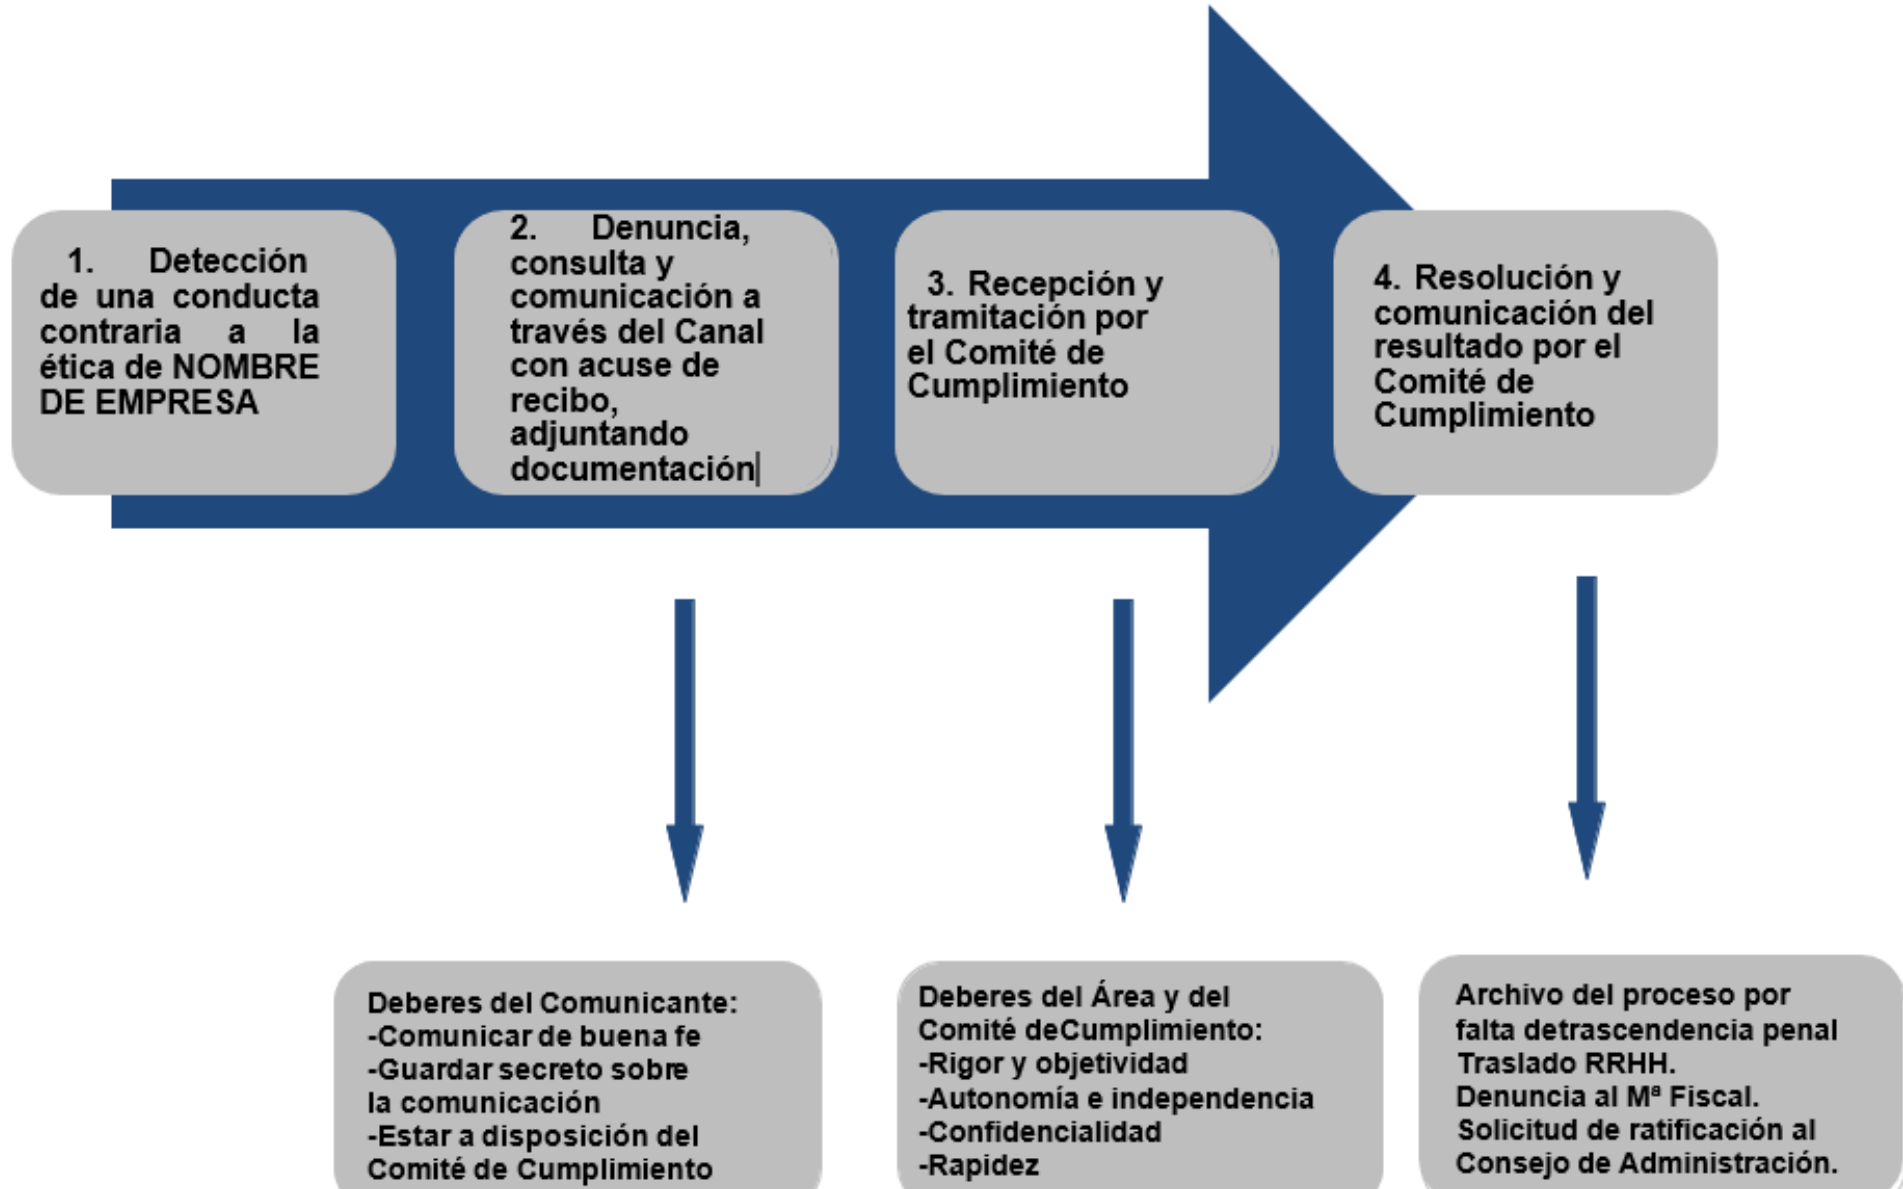 1. Detección
de una conducta
contraria a la
ética de NOMBRE
DE EMPRESA
2. Denuncia,
consulta y
comunicación a
través del Canal
con acuse de
recibo,
adjuntando
documentación
3. Recepción y
tramitación por
el Comité de
Cumplimiento
4. Resolución y
comunicación del
resultado por el
Comité de
Cumplimiento
Deberes del Comunicante:
-Comunicar de buena fe
-Guardar secreto sobre
la comunicación
-Estar a disposición del
Comité de Cumplimiento
Deberes del Área y del
Comité deCumplimiento:
-Rigor y objetividad
-Autonomía e independencia
-Confidencialidad
-Rapidez
Archivo del proceso por
falta detrascendencia penal
Traslado RRHH.
Denuncia al Mª Fiscal.
Solicitud de ratificación al
Consejo de Administración.